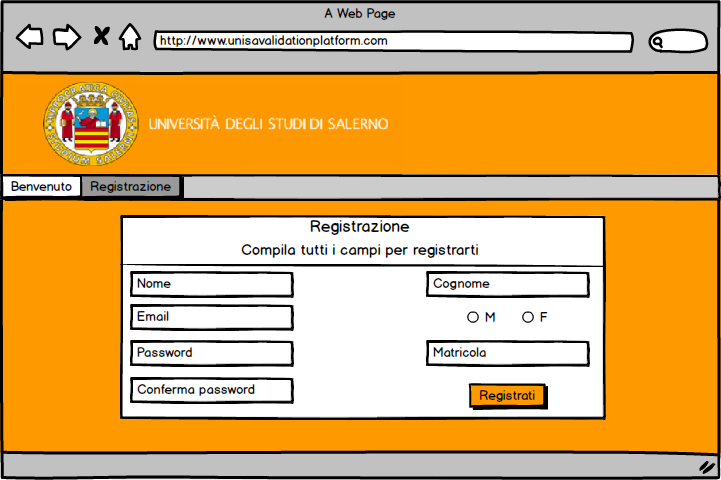 A Web Page
http://www.unisavalidationplatform.com
UNIVERSITÀ DEGLI STUDI DI SALERNO
Benvenuto
Registrazione
Registrazione
Compila tutti i campi per registrarti
Nome
Cognome
Email
M
F
Password
Matricola
Conferma password
Registrati